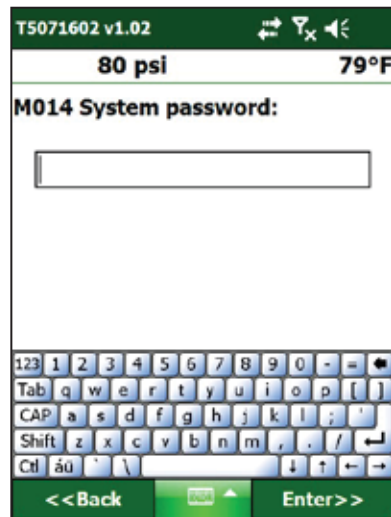 T5071602 v1.02
80 psi 79°F
M014 System password:
123 1 2 3 4 5 6 7 8 9 0 - =
Tab q w e r t y u i o p [ ]
CAP a s d f g h j k l ; '
Shift z x c v b n m , . /
Ctl áü ` \
<<Back Enter>>